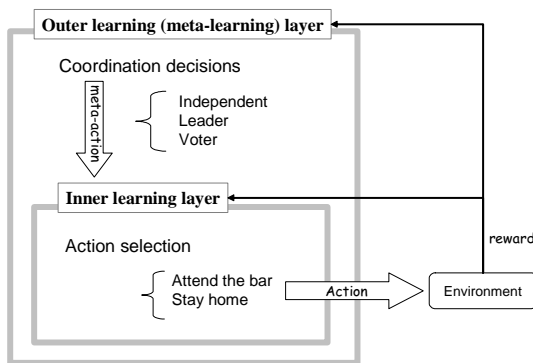 Outer learning (meta-learning) layer
Coordination decisions
meta-action
Independent
Leader
Voter
Inner learning layer
Action selection
reward
Attend the bar
Stay home
Action
Environment